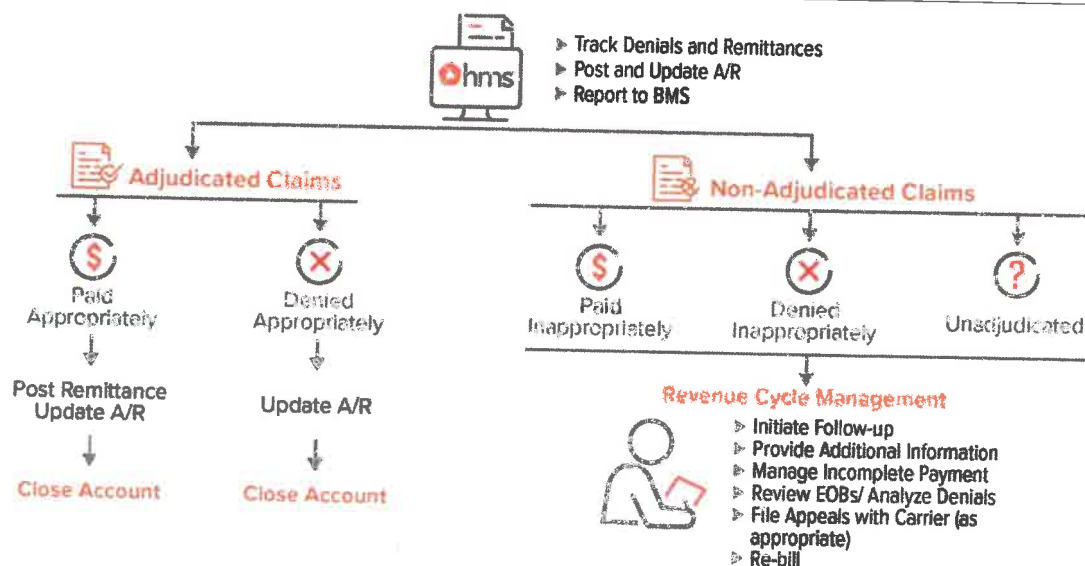 hms
Track Denials and Remittances
Post and Update A/R
Report to BMS
Adjudicated Claims
Non-Adjudicated Claims
$
Paid
Appropriately
Denied
Appropriately
$
Paid
Inappropriately
Denied
Inappropriately
?
Unadjudicated
Post Remittance
Update A/R
Update A/R
Close Account
Close Account
Revenue Cycle Management
Initiate Follow-up
Provide Additional Information
Manage Incomplete Payment
Review EOBs/ Analyze Denials
File Appeals with Carrier (as
appropriate)
Re-bill